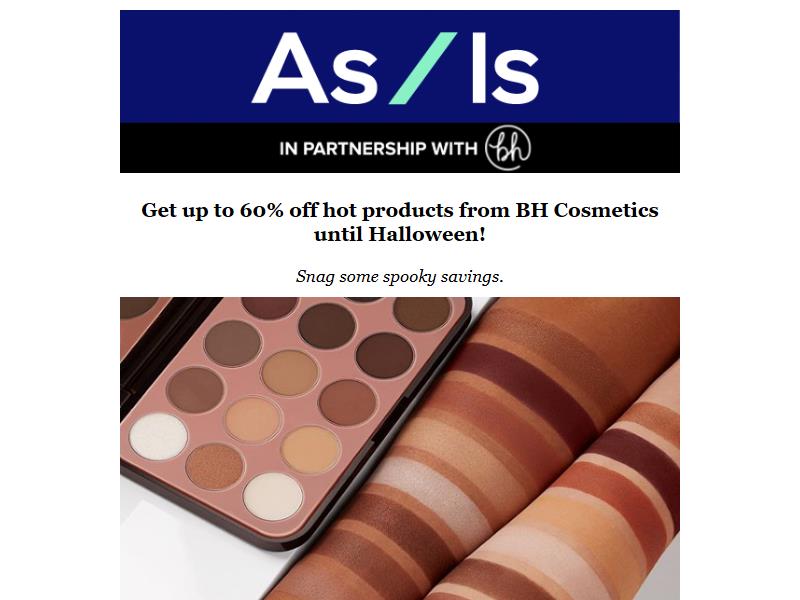 As/Is
IN PARTNERSHIP WITH bh
Get up to 60% off hot products from BH Cosmetics
until Halloween!
Snag some spooky savings.